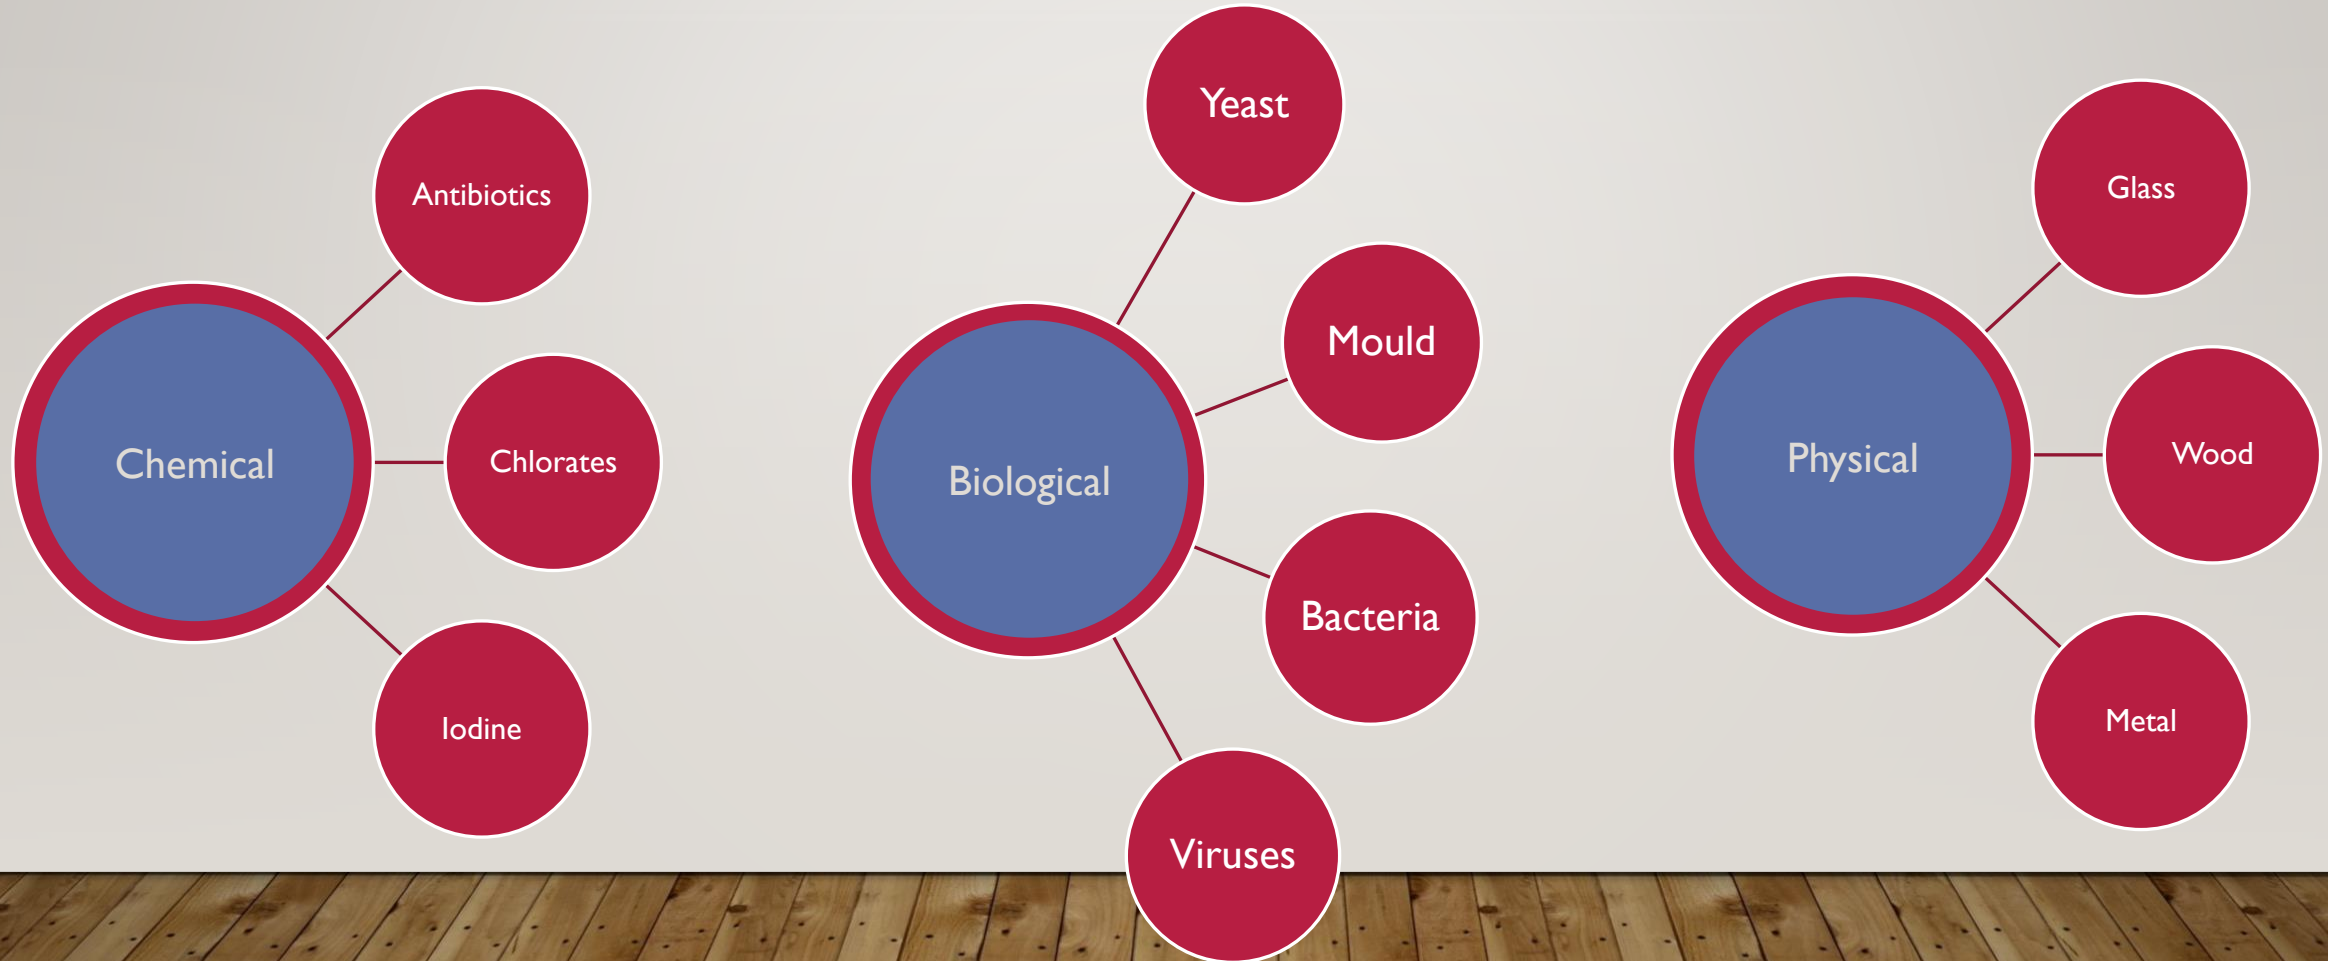 Chemical
Antibiotics
Chlorates
Iodine
Biological
Yeast
Mould
Bacteria
Viruses
Physical
Glass
Wood
Metal